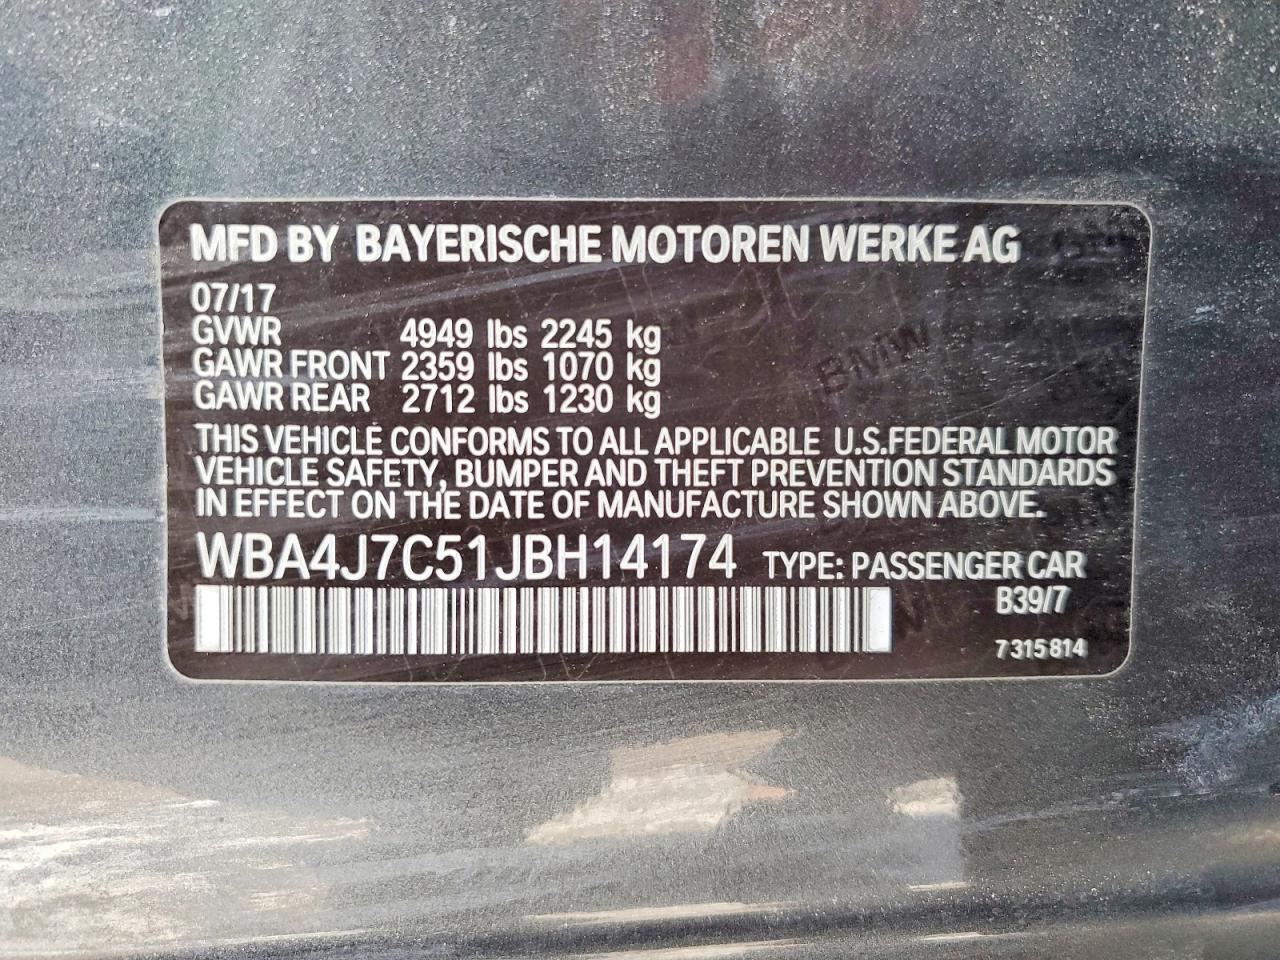 MFD BY BAYERISCHE MOTOREN WERKE AG
07/17
GVWR 4949 lbs 2245 kg
GAWR FRONT 2359 lbs 1070 kg
GAWR REAR 2712 lbs 1230 kg
THIS VEHICLE CONFORMS TO ALL APPLICABLE U.S.FEDERAL MOTOR
VEHICLE SAFETY, BUMPER AND THEFT PREVENTION STANDARDS
IN EFFECT ON THE DATE OF MANUFACTURE SHOWN ABOVE.
WBA4J7C51JBH14174 TYPE: PASSENGER CAR
B39/7
7 315 814
BMW